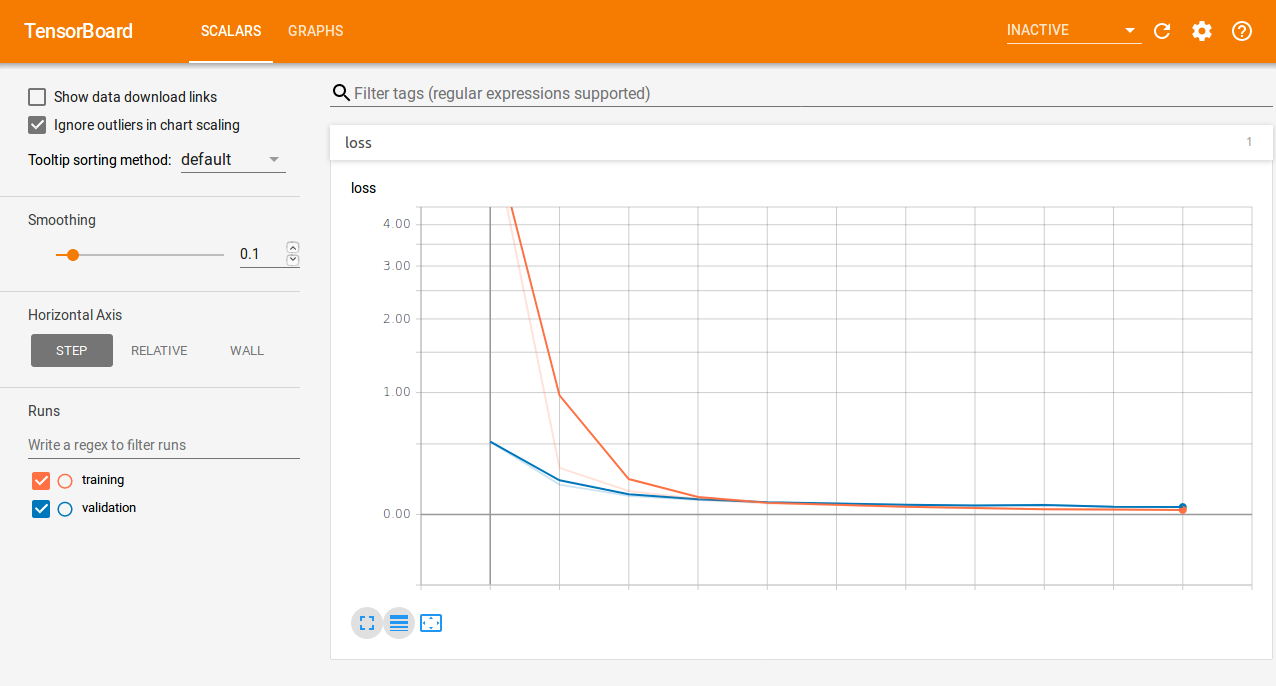 TensorBoard
SCALARS GRAPHS
INACTIVE
Show data download links
Ignore outliers in chart scaling
Tooltip sorting method: default
Smoothing
0.1
Horizontal Axis
STEP RELATIVE WALL
Runs
Write a regex to filter runs
training
validation
Filter tags (regular expressions supported)
loss 1
loss
4.00
3.00
2.00
1.00
0.00